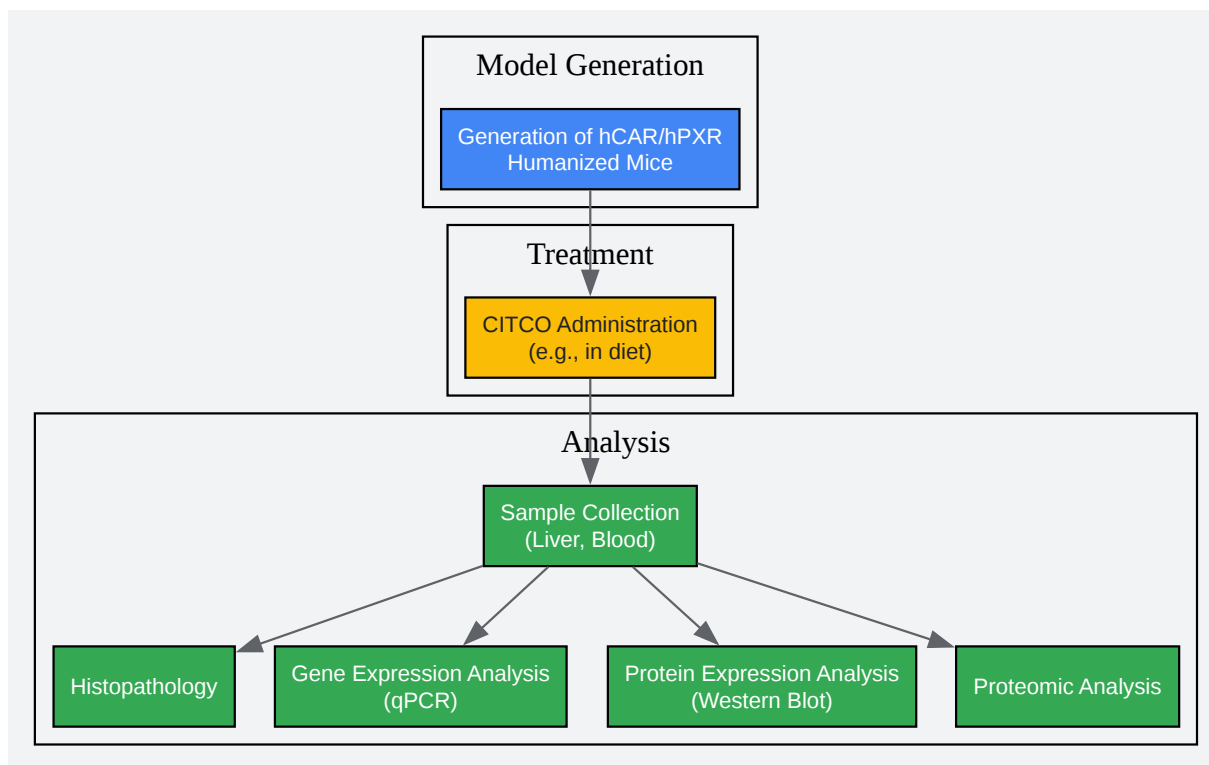 Model Generation
Generation of hCAR/hPXR
Humanized Mice
Treatment
CITCO Administration
(e.g., in diet)
Analysis
Sample Collection
(Liver, Blood)
Histopathology
Gene Expression Analysis
(qPCR)
Protein Expression Analysis
(Western Blot)
Proteomic Analysis